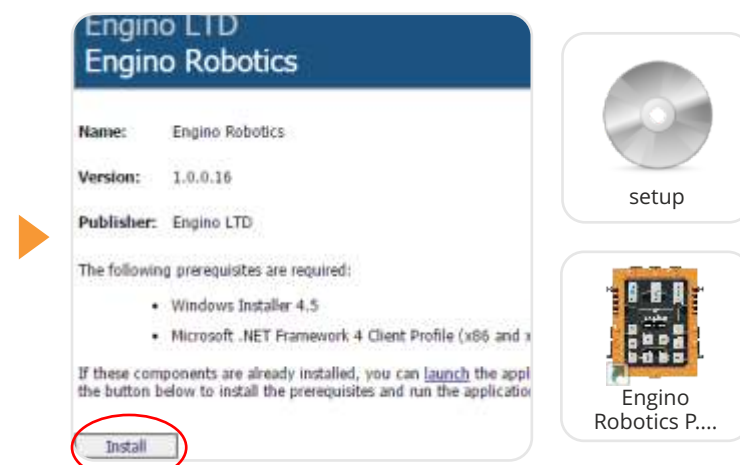 Engino LTD
Engino Robotics
Name: Engino Robotics
Version: 1.0.0.16
Publisher: Engino LTD
The following prerequisites are required:
• Windows Installer 4.5
• Microsoft .NET Framework 4 Client Profile (x86 and
If these components are already installed, you can launch the appl
the button below to install the prerequisites and run the applicatio
Install
setup
Engino
Robotics P....